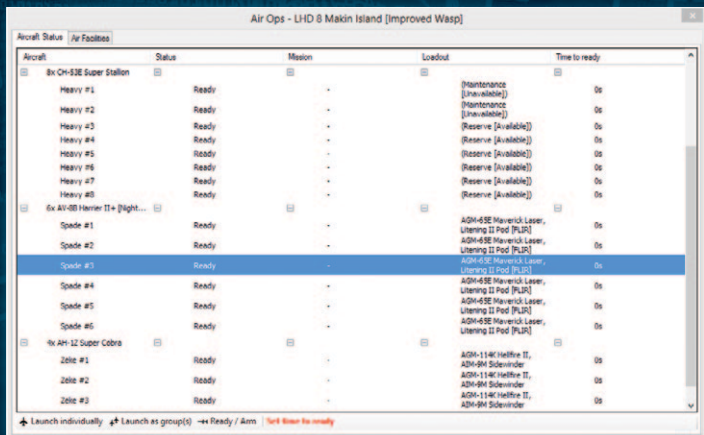 Air Ops - LHD 8 Makin Island [Improved Wasp]
Aircraft Status Air Facilities
Aircraft Status Mission Loadout Time to ready
8x CH-53E Super Stallion
Heavy #1 Ready - (Maintenance [Unavailable]) 0s
Heavy #2 Ready - (Maintenance [Unavailable]) 0s
Heavy #3 Ready - (Reserve [Available]) 0s
Heavy #4 Ready - (Reserve [Available]) 0s
Heavy #5 Ready - (Reserve [Available]) 0s
Heavy #6 Ready - (Reserve [Available]) 0s
Heavy #7 Ready - (Reserve [Available]) 0s
Heavy #8 Ready - (Reserve [Available]) 0s
6x AV-8B Harrier II+ [Night...
Spade #1 Ready - AGM-65E Maverick Laser, Litening II Pod [FLIR] 0s
Spade #2 Ready - AGM-65E Maverick Laser, Litening II Pod [FLIR] 0s
Spade #3 Ready - AGM-65E Maverick Laser, Litening II Pod [FLIR] 0s
Spade #4 Ready - AGM-65E Maverick Laser, Litening II Pod [FLIR] 0s
Spade #5 Ready - AGM-65E Maverick Laser, Litening II Pod [FLIR] 0s
Spade #6 Ready - AGM-65E Maverick Laser, Litening II Pod [FLIR] 0s
4x AH-1Z Super Cobra
Zeke #1 Ready - AGM-114K Hellfire II, AIM-9M Sidewinder 0s
Zeke #2 Ready - AGM-114K Hellfire II, AIM-9M Sidewinder 0s
Zeke #3 Ready - AGM-114K Hellfire II, AIM-9M Sidewinder 0s
Launch individually Launch as group(s) Ready / Arm Set time to ready